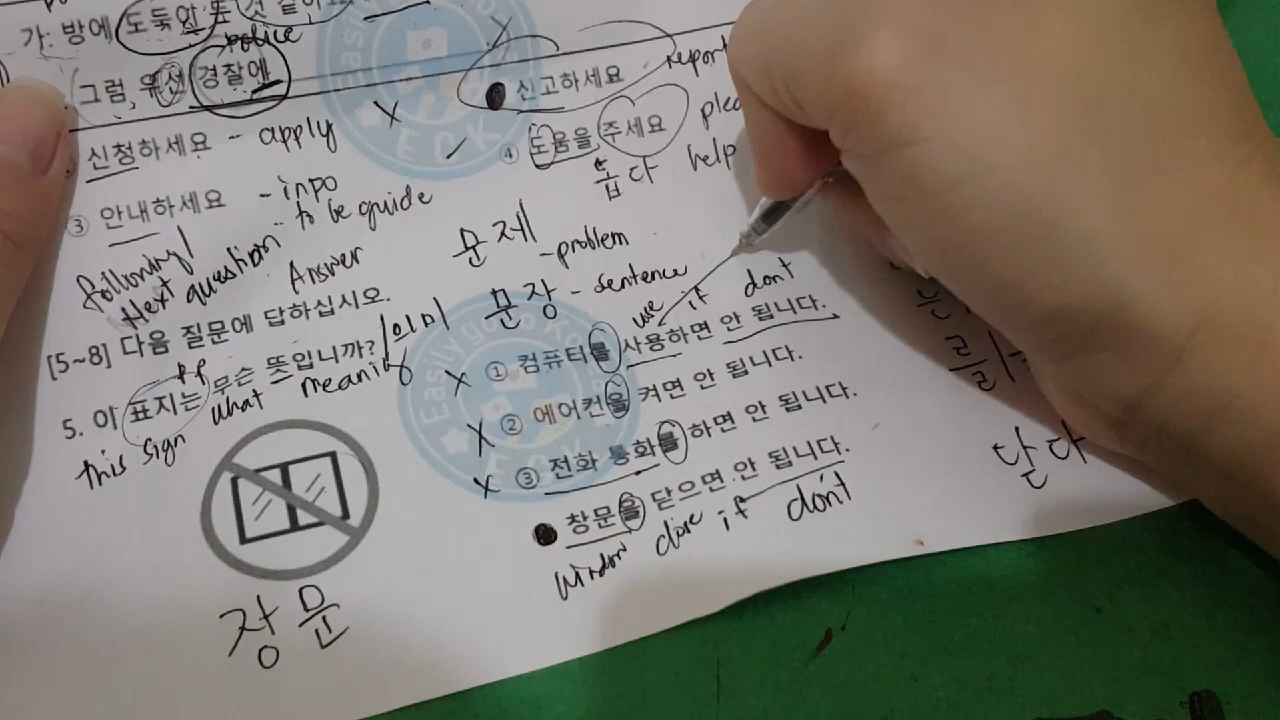 가: 방에 도둑이 든 것 같아요.
police
그럼, 우선 경찰에
신고하세요
report
신청하세요 - apply
X
④ 도움을 주세요
돕다 help
③ 안내하세요 - info
to be guide
following/
Next question Answer
문제 - problem
문장 - sentence
[5~8] 다음 질문에 답하십시오.
use if dont
5. 이 표지는 무슨 뜻입니까? /의미
this sign what meaning
X ① 컴퓨터를 사용하면 안 됩니다.
X ② 에어컨을 켜면 안 됩니다.
X ③ 전화 통화를 하면 안 됩니다.
창문을 닫으면 안 됩니다.
window close if don't
장문
닫다
Easily go to Korea
ECK